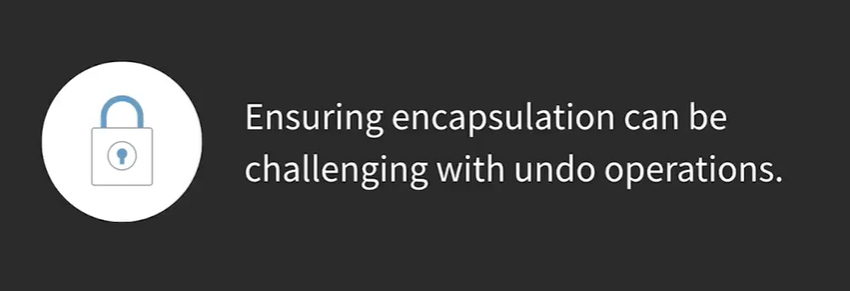 Ensuring encapsulation can be
challenging with undo operations.